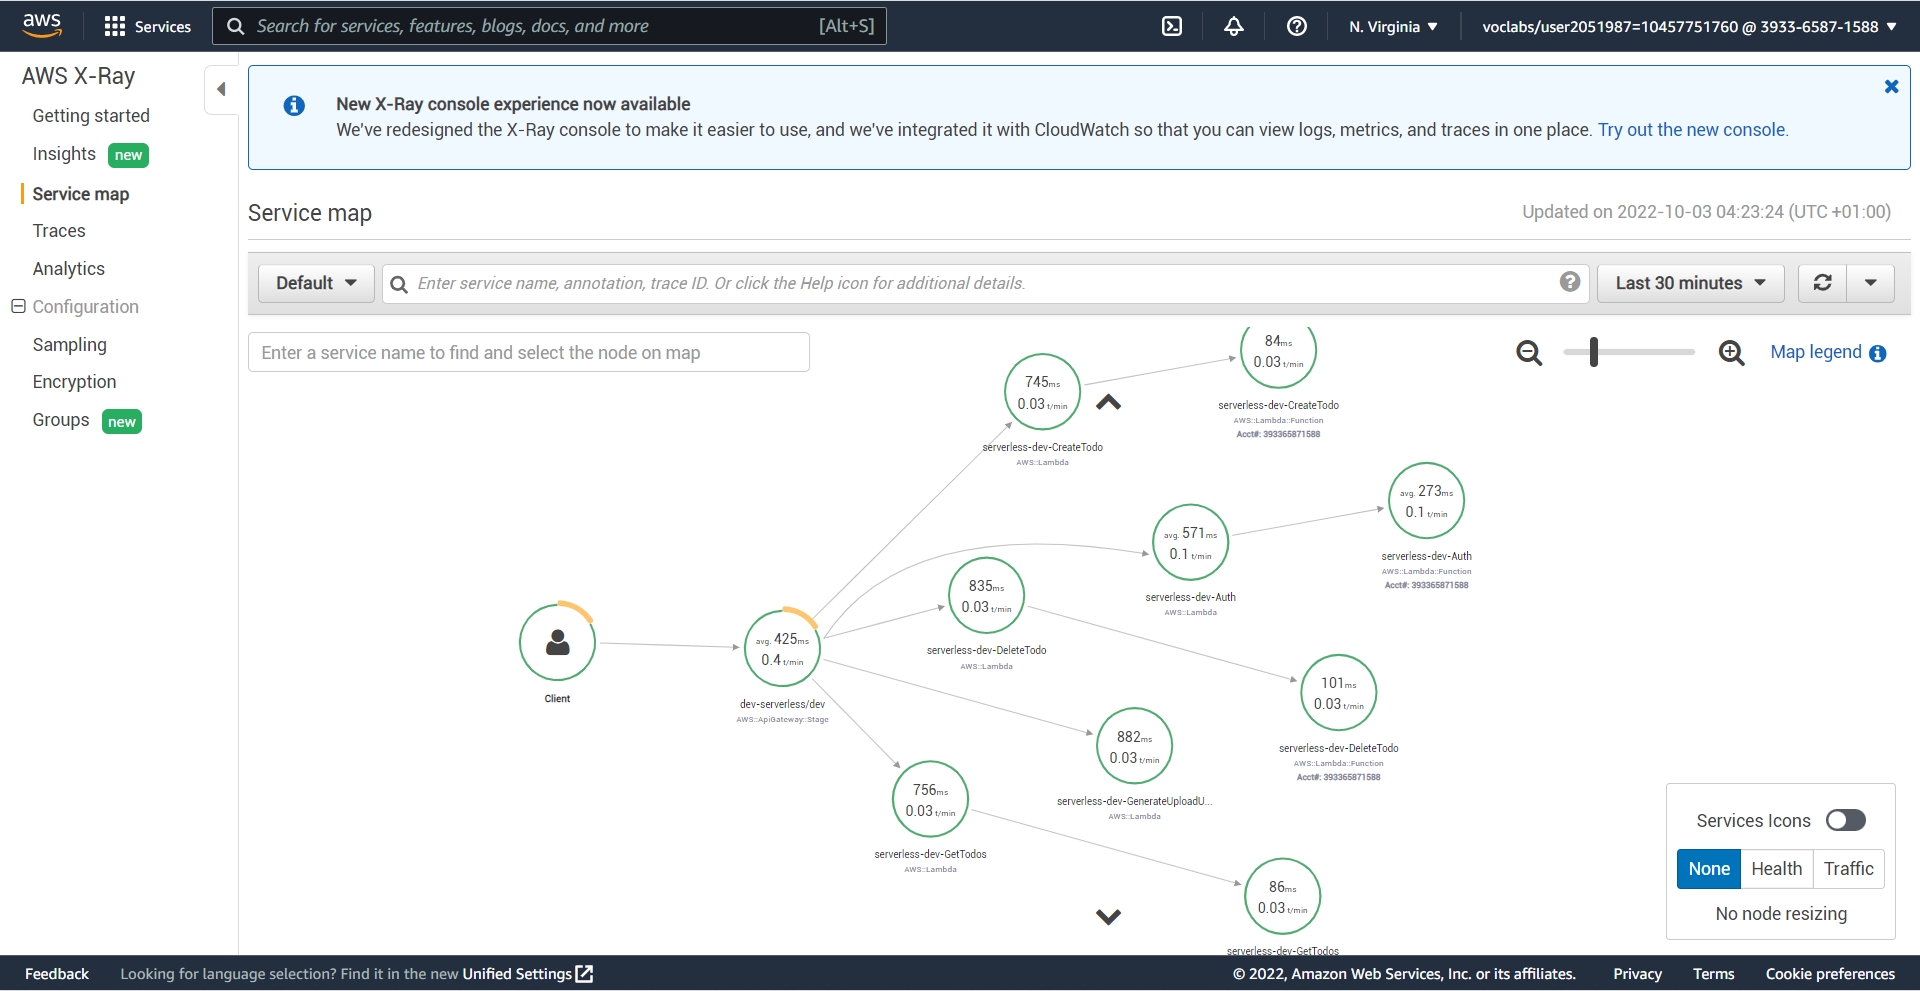 aws
Services
Search for services, features, blogs, docs, and more
[Alt+S]
N. Virginia
voclabs/user2051987=10457751760 @ 3933-6587-1588
AWS X-Ray
Getting started
Insights new
Service map
Traces
Analytics
Configuration
Sampling
Encryption
Groups new
New X-Ray console experience now available
We've redesigned the X-Ray console to make it easier to use, and we've integrated it with CloudWatch so that you can view logs, metrics, and traces in one place. Try out the new console.
Service map
Updated on 2022-10-03 04:23:24 (UTC +01:00)
Default
Enter service name, annotation, trace ID. Or click the Help icon for additional details.
Last 30 minutes
Enter a service name to find and select the node on map
Map legend
84ms
0.03 t/min
serverless-dev-CreateTodo
AWS::Lambda::Function
Acct#: 393365871588
745ms
0.03 t/min
serverless-dev-CreateTodo
AWS::Lambda
avg. 273ms
0.1 t/min
serverless-dev-Auth
AWS::Lambda::Function
Acct#: 393365871588
avg. 571ms
0.1 t/min
serverless-dev-Auth
AWS::Lambda
835ms
0.03 t/min
serverless-dev-DeleteTodo
AWS::Lambda
Client
avg. 425ms
0.4 t/min
dev-serverless/dev
AWS::ApiGateway::Stage
101ms
0.03 t/min
serverless-dev-DeleteTodo
AWS::Lambda::Function
Acct#: 393365871588
882ms
0.03 t/min
serverless-dev-GenerateUploadU...
AWS::Lambda
756ms
0.03 t/min
serverless-dev-GetTodos
AWS::Lambda
86ms
0.03 t/min
serverless-dev-GetTodos
Services Icons
None Health Traffic
No node resizing
Feedback
Looking for language selection? Find it in the new Unified Settings
© 2022, Amazon Web Services, Inc. or its affiliates.
Privacy
Terms
Cookie preferences